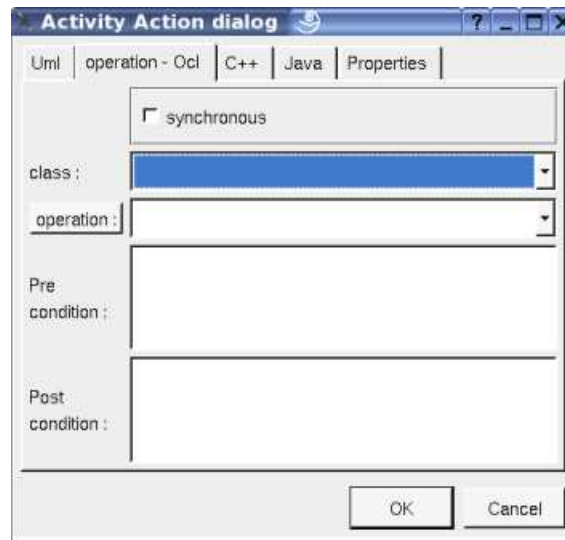 Activity Action dialog ? _
Uml operation - Ocl C++ Java Properties
synchronous
class :
operation :
Pre
condition :
Post
condition :
OK Cancel